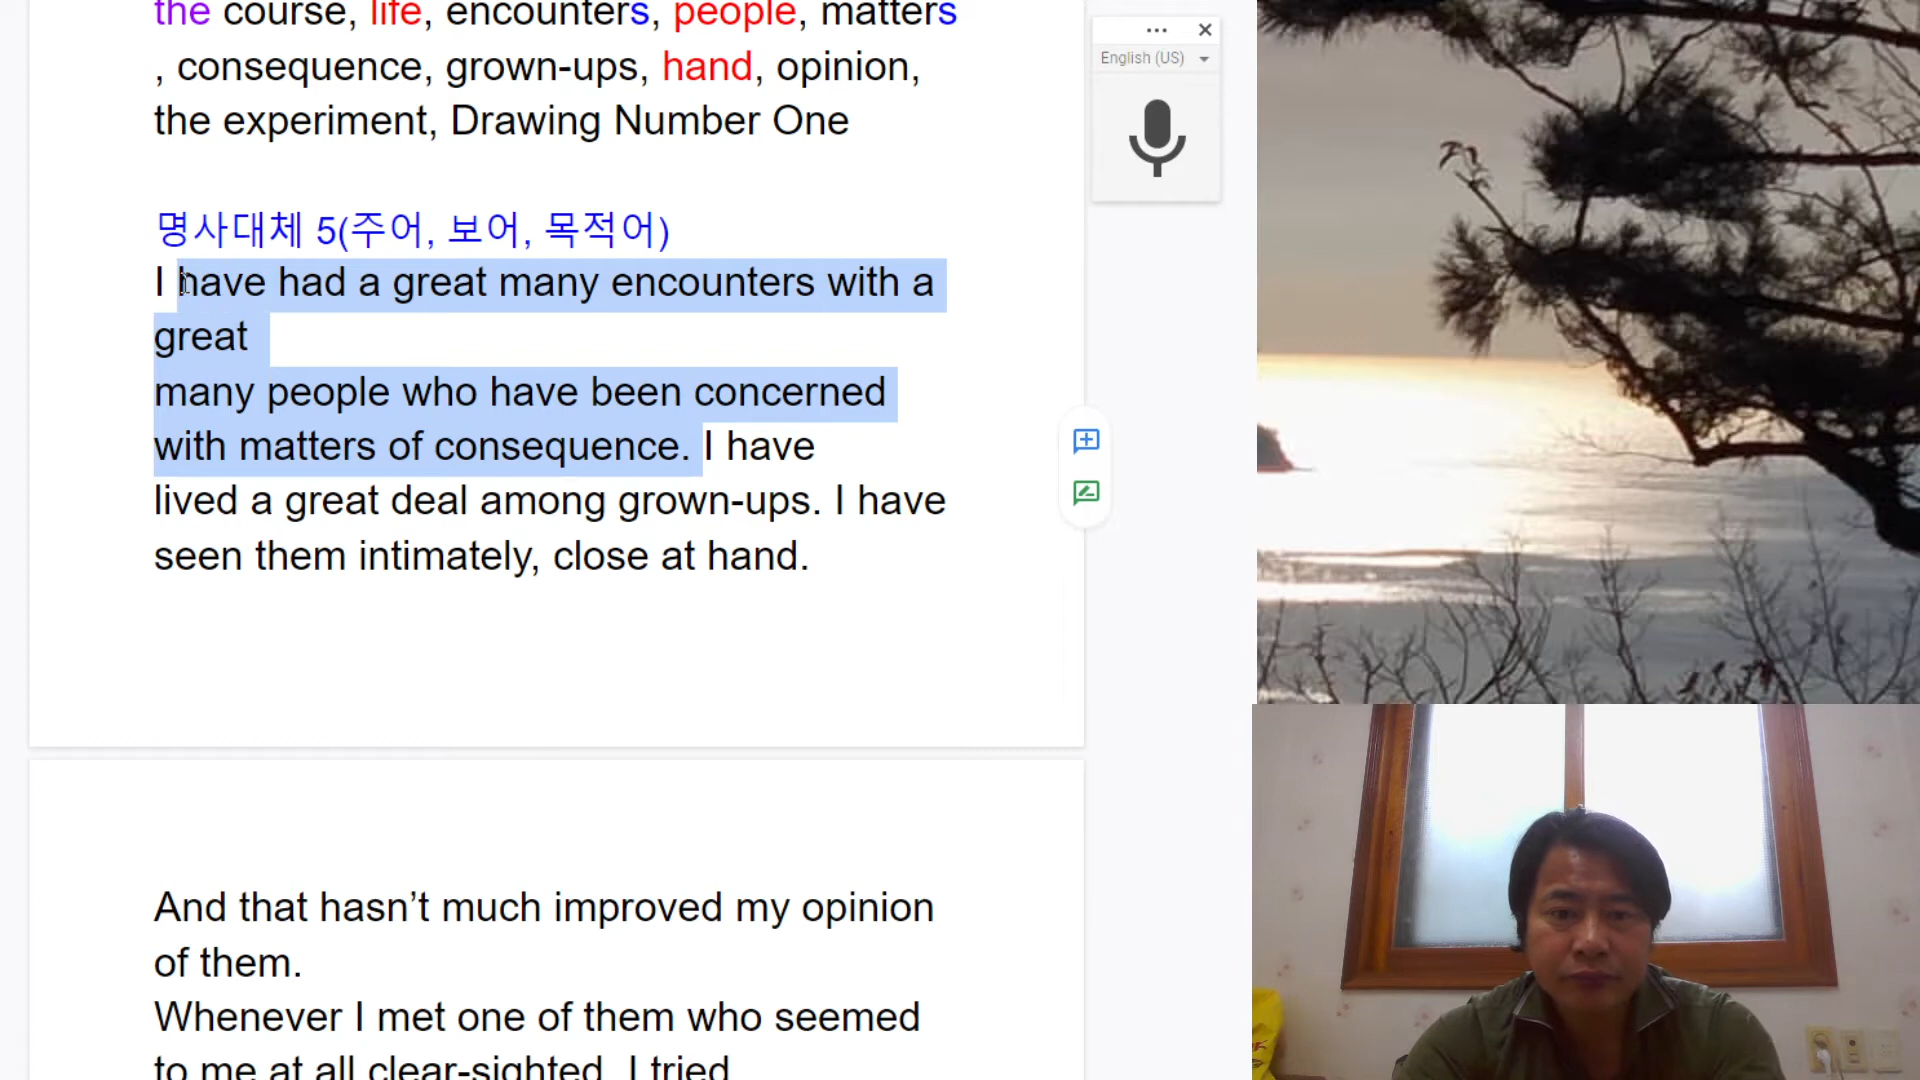 the course, life, encounters, people, matters
, consequence, grown-ups, hand, opinion,
the experiment, Drawing Number One
명사대체 5(주어, 보어, 목적어)
I have had a great many encounters with a
great
many people who have been concerned
with matters of consequence. I have
lived a great deal among grown-ups. I have
seen them intimately, close at hand.
And that hasn’t much improved my opinion
of them.
Whenever I met one of them who seemed
to me at all clear-sighted, I tried
English (US)